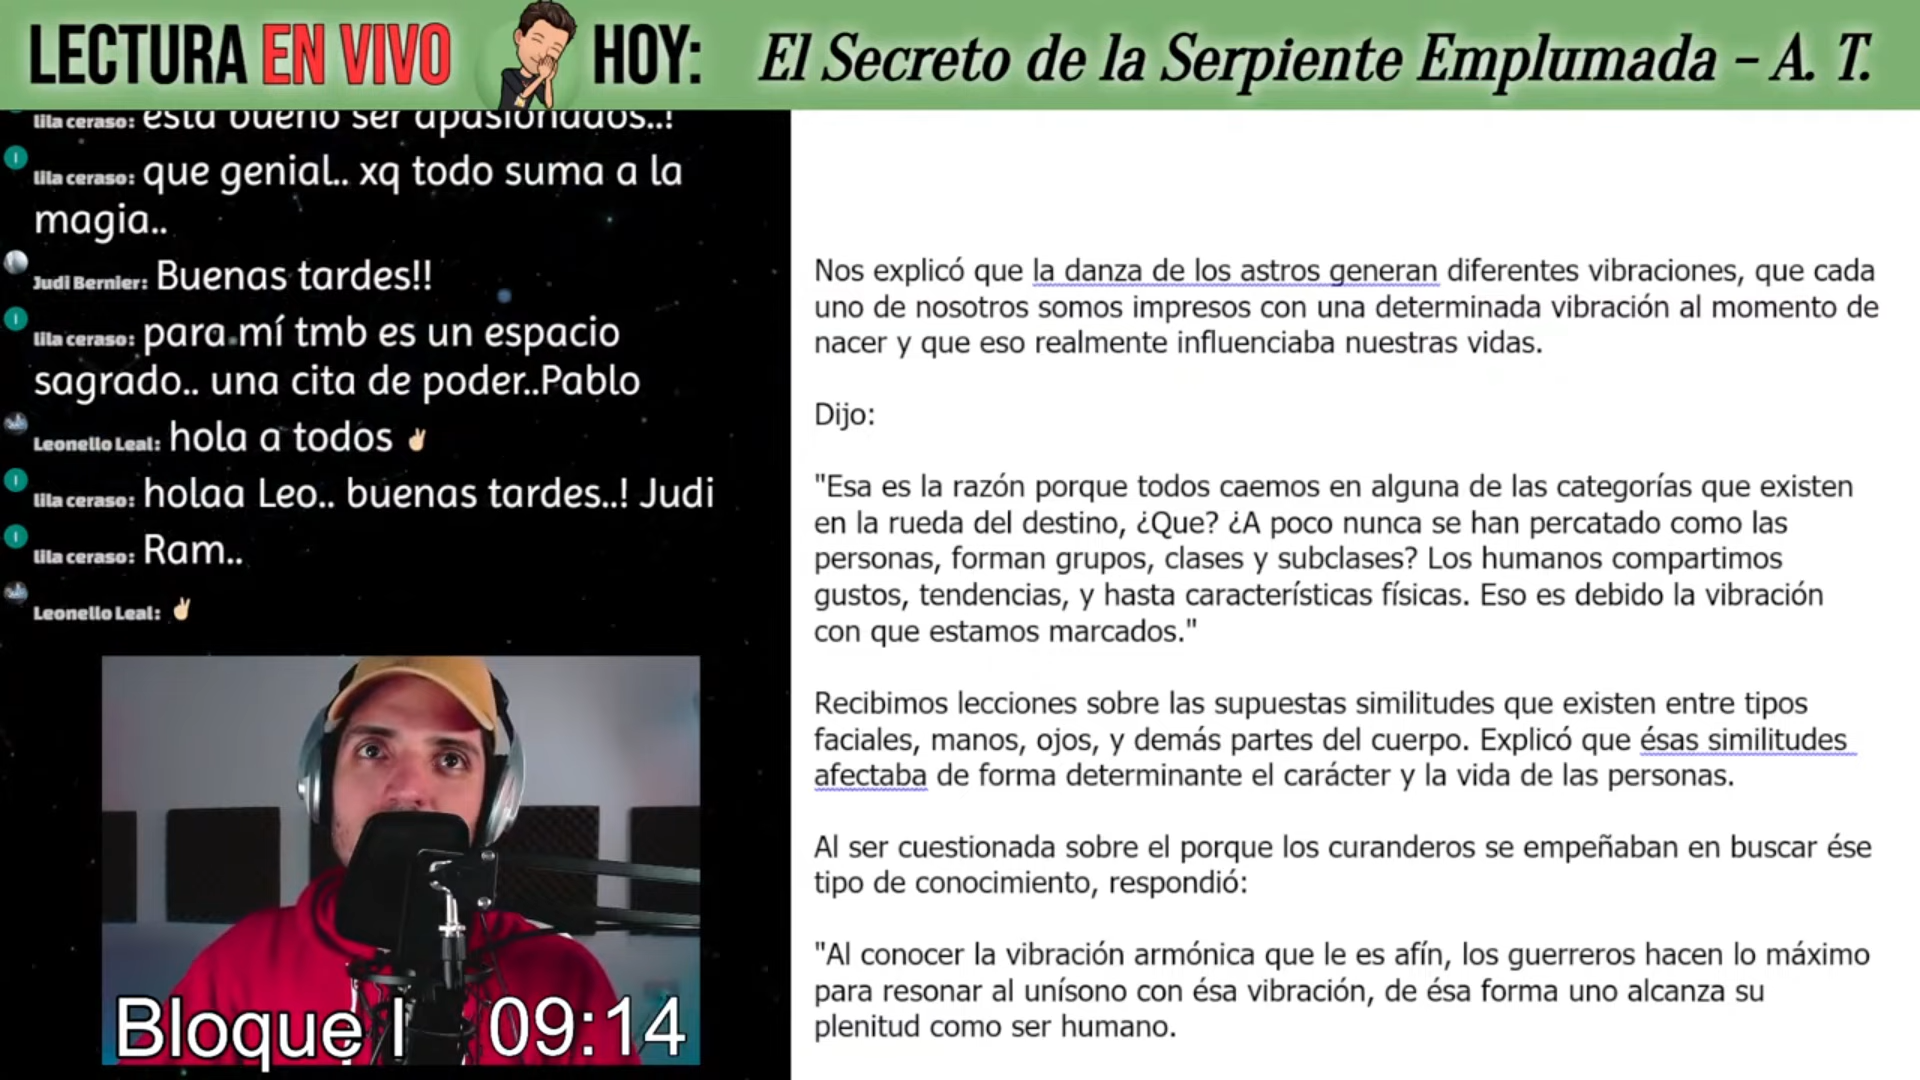 LECTURA EN VIVO HOY: El Secreto de la Serpiente Emplumada - A. T.
lila ceraso: está bueno ser apasionados..!
lila ceraso: que genial.. xq todo suma a la
magia..
Judi Bernier: Buenas tardes!!
lila ceraso: para mí tmb es un espacio
sagrado.. una cita de poder..Pablo
Leonello Leal: hola a todos ✌🏻
lila ceraso: holaa Leo.. buenas tardes..! Judi
lila ceraso: Ram..
Leonello Leal: ✌🏻
Bloque I 09:14
Nos explicó que la danza de los astros generan diferentes vibraciones, que cada
uno de nosotros somos impresos con una determinada vibración al momento de
nacer y que eso realmente influenciaba nuestras vidas.
Dijo:
"Esa es la razón porque todos caemos en alguna de las categorías que existen
en la rueda del destino, ¿Que? ¿A poco nunca se han percatado como las
personas, forman grupos, clases y subclases? Los humanos compartimos
gustos, tendencias, y hasta características físicas. Eso es debido la vibración
con que estamos marcados."
Recibimos lecciones sobre las supuestas similitudes que existen entre tipos
faciales, manos, ojos, y demás partes del cuerpo. Explicó que ésas similitudes
afectaba de forma determinante el carácter y la vida de las personas.
Al ser cuestionada sobre el porque los curanderos se empeñaban en buscar ése
tipo de conocimiento, respondió:
"Al conocer la vibración armónica que le es afín, los guerreros hacen lo máximo
para resonar al unísono con ésa vibración, de ésa forma uno alcanza su
plenitud como ser humano.